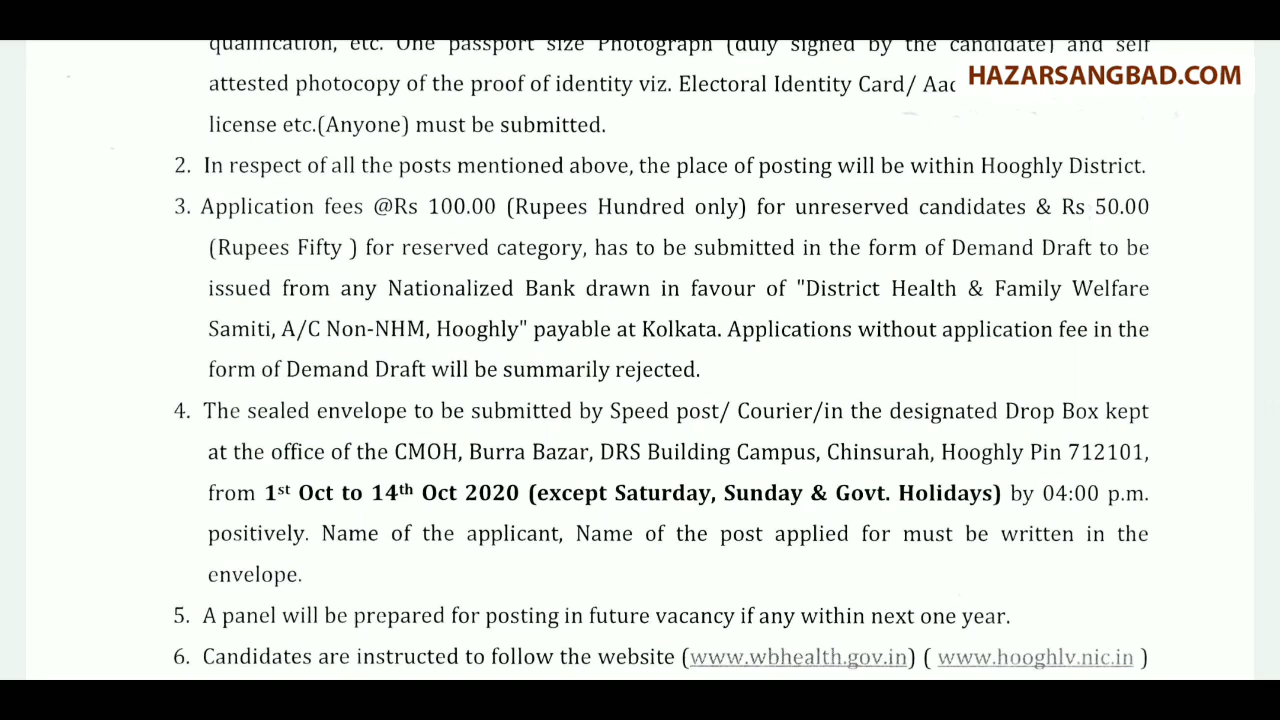 qualification, etc. One passport size Photograph (duly signed by the candidate) and self
HAZARSANGBAD.COM
attested photocopy of the proof of identity viz. Electoral Identity Card/
license etc.(Anyone) must be submitted.
2. In respect of all the posts mentioned above, the place of posting will be within Hooghly District.
3. Application fees @Rs 100.00 (Rupees Hundred only) for unreserved candidates & Rs 50.00
(Rupees Fifty ) for reserved category, has to be submitted in the form of Demand Draft to be
issued from any Nationalized Bank drawn in favour of "District Health & Family Welfare
Samiti, A/C Non-NHM, Hooghly" payable at Kolkata. Applications without application fee in the
form of Demand Draft will be summarily rejected.
4. The sealed envelope to be submitted by Speed post/ Courier/in the designated Drop Box kept
at the office of the CMOH, Burra Bazar, DRS Building Campus, Chinsurah, Hooghly Pin 712101,
from 1st Oct to 14th Oct 2020 (except Saturday, Sunday & Govt. Holidays) by 04:00 p.m.
positively. Name of the applicant, Name of the post applied for must be written in the
envelope.
5. A panel will be prepared for posting in future vacancy if any within next one year.
6. Candidates are instructed to follow the website (www.wbhealth.gov.in) ( www.hooghly.nic.in )